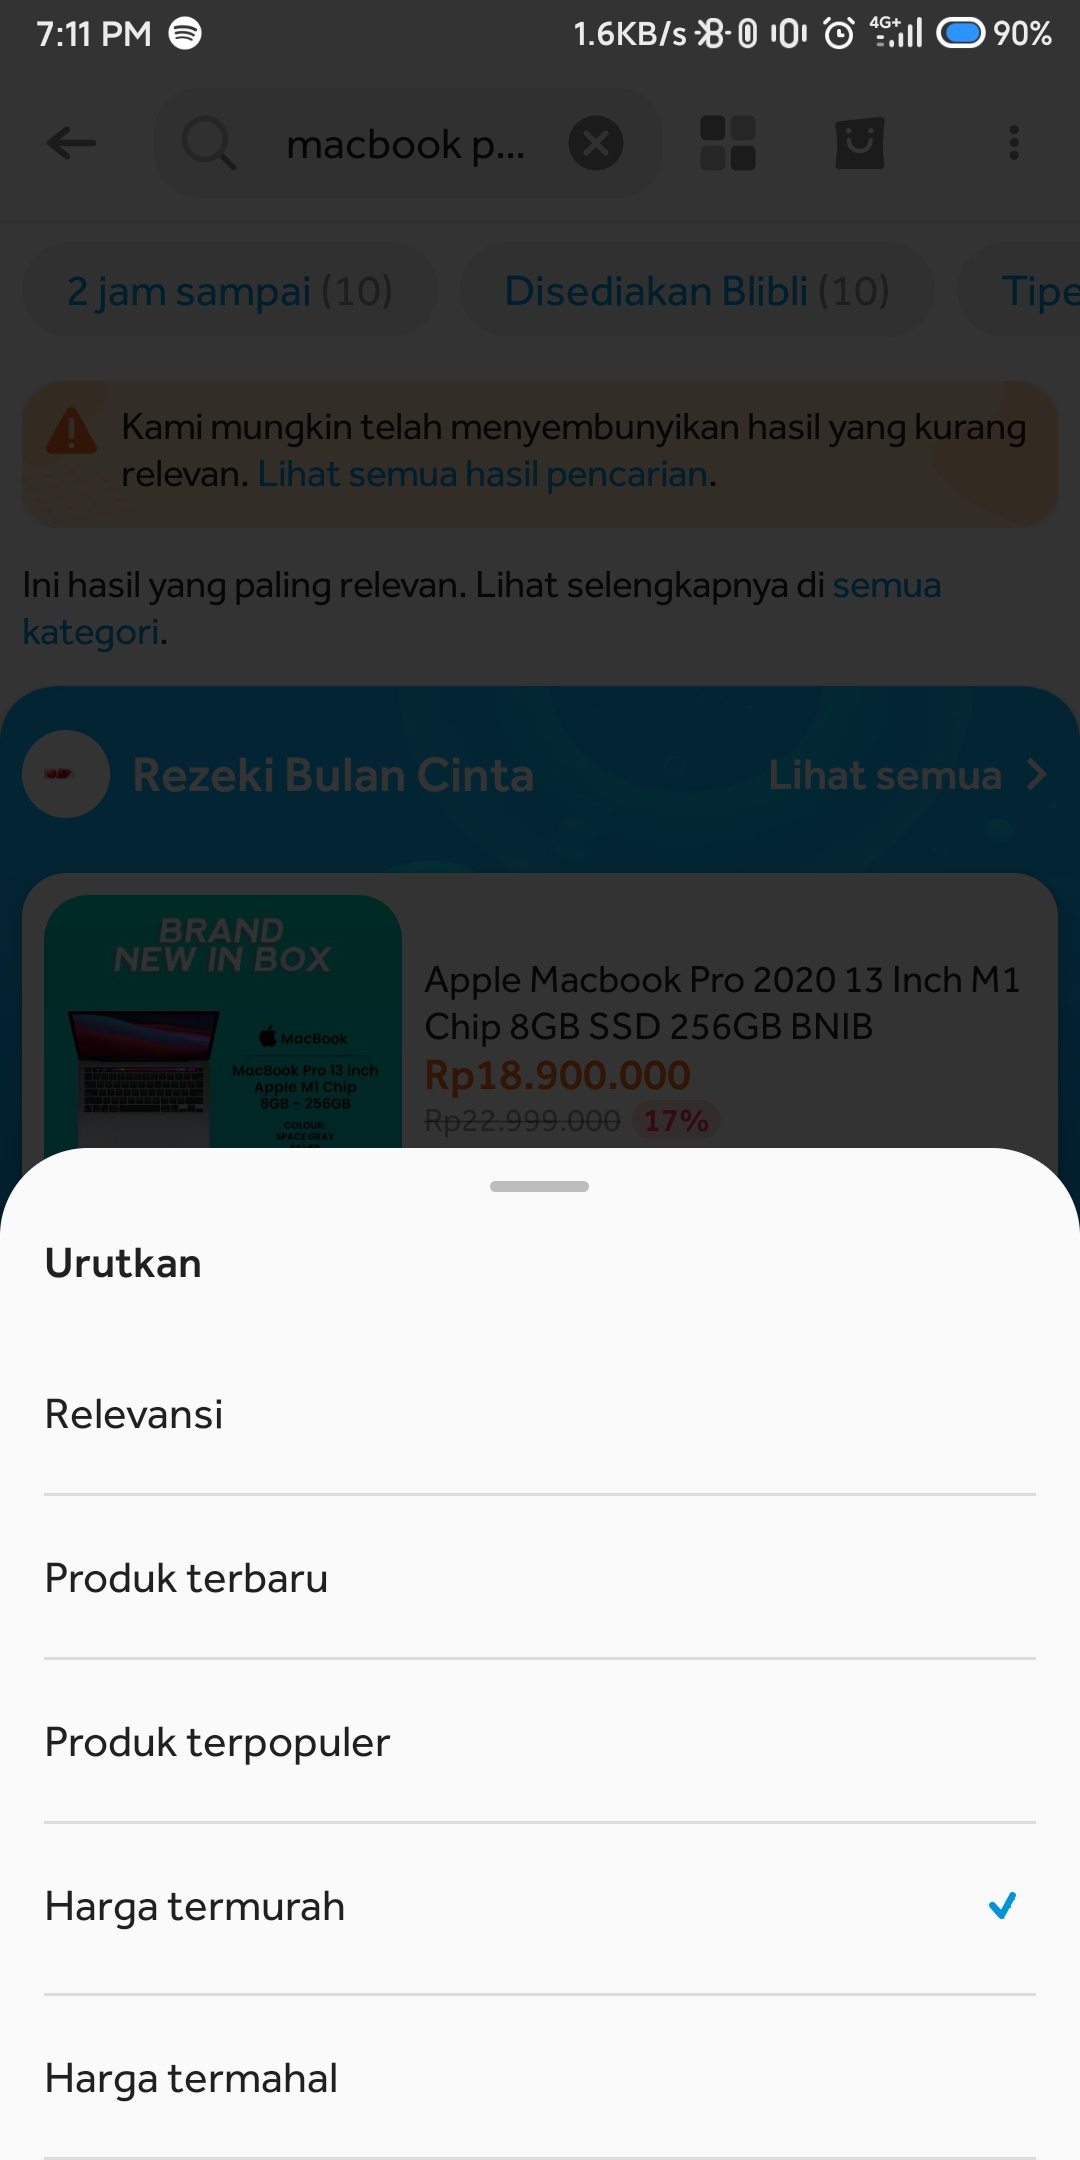 7:11 PM 1.6KB/s 4G+ 90%
macbook p...
2 jam sampai (10) Disediakan Blibli (10) Tipe
Kami mungkin telah menyembunyikan hasil yang kurang
relevan. Lihat semua hasil pencarian.
Ini hasil yang paling relevan. Lihat selengkapnya di semua
kategori.
Rezeki Bulan Cinta Lihat semua
BRAND
NEW IN BOX
MacBook
MacBook Pro 13 inch
Apple M1 Chip
8GB - 256GB
COLOUR:
SPACE GRAY
Apple Macbook Pro 2020 13 Inch M1
Chip 8GB SSD 256GB BNIB
Rp18.900.000
Rp22.999.000 17%
Urutkan
Relevansi
Produk terbaru
Produk terpopuler
Harga termurah
Harga termahal